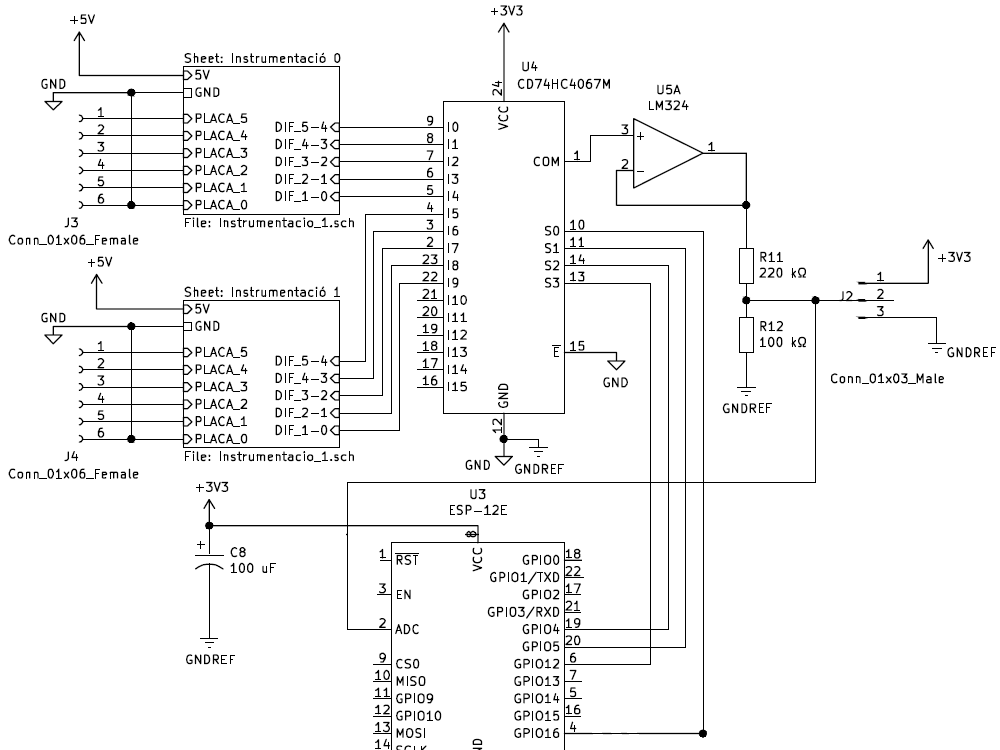 +5V
GND
Sheet: Instrumentació 0
5V
GND
1 PLACA_5
2 PLACA_4
3 PLACA_3
4 PLACA_2
5 PLACA_1
6 PLACA_0
DIF_5-4
DIF_4-3
DIF_3-2
DIF_2-1
DIF_1-0
J3
Conn_01x06_Female
File: Instrumentacio_1.sch
+5V
GND
Sheet: Instrumentació 1
5V
GND
1 PLACA_5
2 PLACA_4
3 PLACA_3
4 PLACA_2
5 PLACA_1
6 PLACA_0
DIF_5-4
DIF_4-3
DIF_3-2
DIF_2-1
DIF_1-0
J4
Conn_01x06_Female
File: Instrumentacio_1.sch
+3V3
U4
CD74HC4067M
24
VCC
9 I0
8 I1
7 I2
6 I3
5 I4
4 I5
3 I6
2 I7
23 I8
22 I9
21 I10
20 I11
19 I12
18 I13
17 I14
16 I15
COM 1
S0 10
S1 11
S2 14
S3 13
E 15
GND
GND
12
GND
GNDREF
U5A
LM324
3 +
2 -
1
R11
220 kΩ
R12
100 kΩ
GNDREF
J2
1
2
3
+3V3
GNDREF
Conn_01x03_Male
+3V3
+
C8
100 uF
GNDREF
U3
ESP-12E
8
VCC
1 RST
3 EN
2 ADC
9 CS0
10 MISO
11 GPIO9
12 GPIO10
13 MOSI
14 SCLK
GPIO0 18
GPIO1/TXD 22
GPIO2 17
GPIO3/RXD 21
GPIO4 19
GPIO5 20
GPIO12 6
GPIO13 7
GPIO14 5
GPIO15 16
GPIO16 4
ND